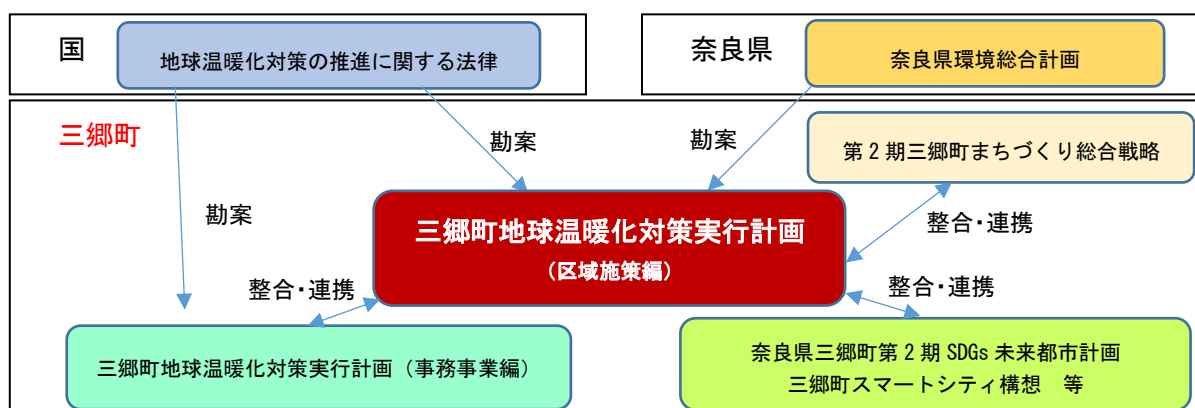 国
地球温暖化対策の推進に関する法律
奈良県
奈良県環境総合計画
三郷町
勘案
勘案
第2期三郷町まちづくり総合戦略
勘案
三郷町地球温暖化対策実行計画
（区域施策編）
整合・連携
整合・連携
整合・連携
三郷町地球温暖化対策実行計画（事務事業編）
奈良県三郷町第2期 SDGs 未来都市計画
三郷町スマートシティ構想　等